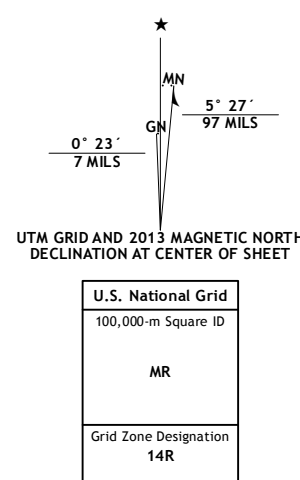 ★
MN
GN
5° 27´
97 MILS
0° 23´
7 MILS
UTM GRID AND 2013 MAGNETIC NORTH
DECLINATION AT CENTER OF SHEET
U.S. National Grid
100,000-m Square ID
MR
Grid Zone Designation
14R